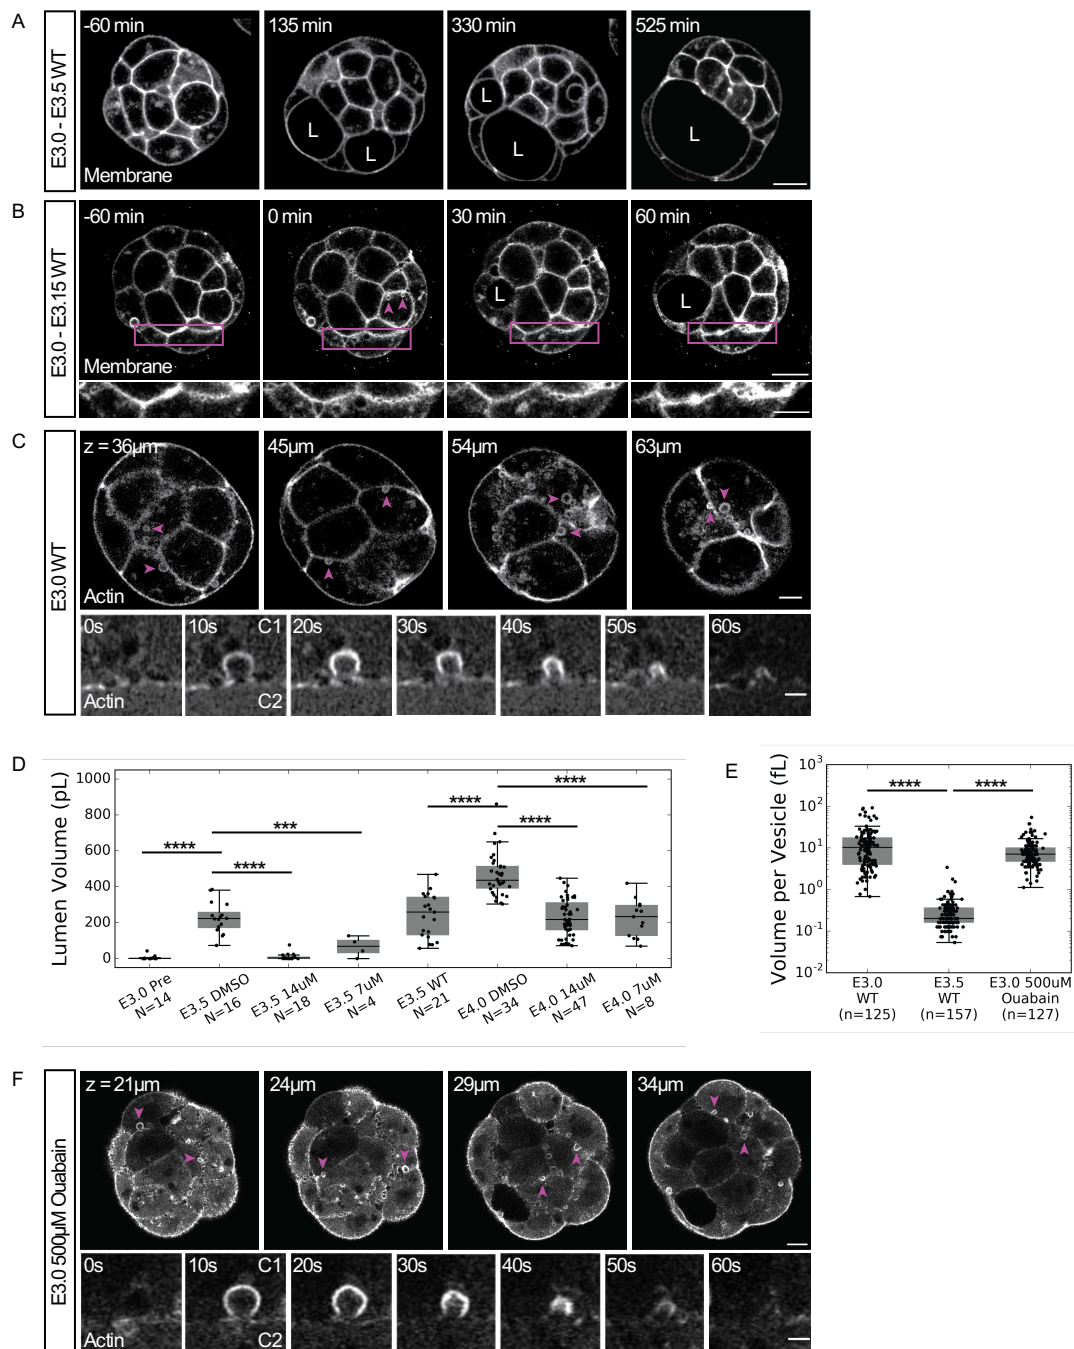 A
E3.0 - E3.5 WT
-60 min
135 min
330 min
525 min
L
L
L
L
L
Membrane
B
E3.0 - E3.15 WT
-60 min
0 min
30 min
60 min
L
L
Membrane
C
E3.0 WT
z = 36µm
45µm
54µm
63µm
Actin
0s
10s
C1
20s
30s
40s
50s
60s
Actin
C2
D
Lumen Volume (pL)
1000
800
600
400
200
0
****
****
***
****
****
****
E3.0 Pre
N=14
E3.5 DMSO
N=16
E3.5 14uM
N=18
E3.5 7uM
N=4
E3.5 WT
N=21
E4.0 DMSO
N=34
E4.0 14uM
N=47
E4.0 7uM
N=8
E
Volume per Vesicle (fL)
10³
10²
10¹
10⁰
10⁻¹
10⁻²
****
****
E3.0
WT
(n=125)
E3.5
WT
(n=157)
E3.0 500uM
Ouabain
(n=127)
F
E3.0 500µM Ouabain
z = 21µm
24µm
29µm
34µm
0s
10s
C1
20s
30s
40s
50s
60s
Actin
C2